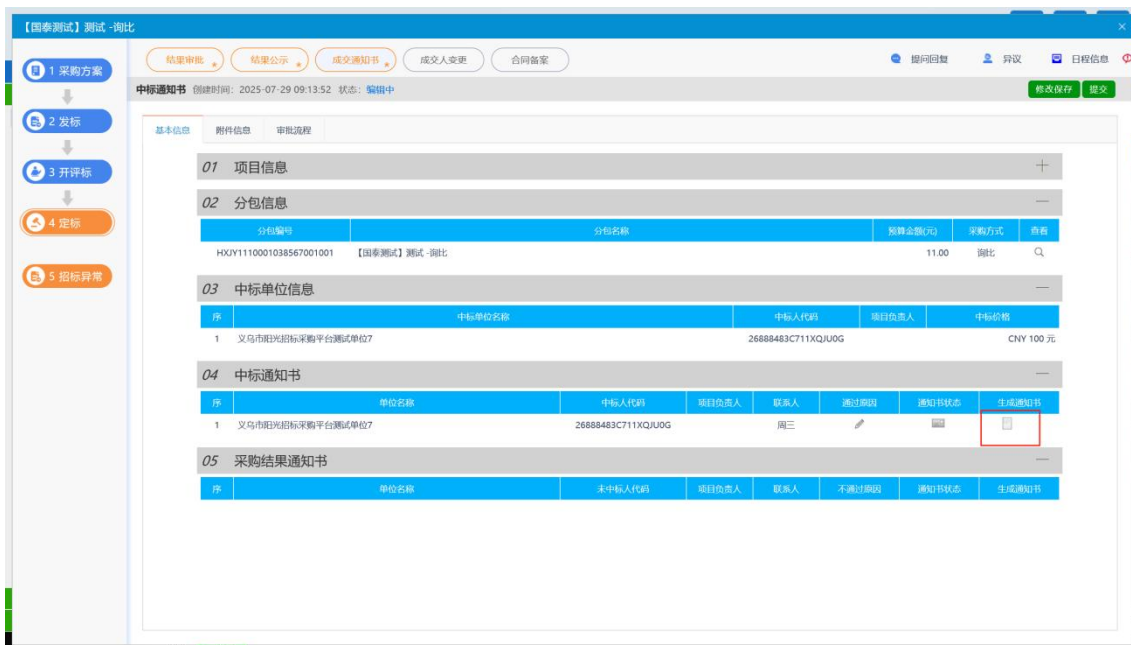 【国泰测试】测试 -询比
1 采购方案
2 发标
3 开评标
4 定标
5 招标异常
结果审批 结果公示 成交通知书 成交人变更 合同备案 提问回复 异议 日程信息
中标通知书 创建时间: 2025-07-29 09:13:52 状态: 编辑中 修改保存 提交
基本信息 附件信息 审批流程
01 项目信息
02 分包信息
分包编号 分包名称 预算金额(元) 采购方式 查看
HXJY1110001038567001001 【国泰测试】测试 -询比 11.00 询比
03 中标单位信息
序 中标单位名称 中标人代码 项目负责人 中标价格
1 义乌市阳光招标采购平台测试单位7 26888483C711XQJU0G CNY 100 元
04 中标通知书
序 单位名称 中标人代码 项目负责人 联系人 通过原因 通知书状态 生成通知书
1 义乌市阳光招标采购平台测试单位7 26888483C711XQJU0G 周三
05 采购结果通知书
序 单位名称 未中标人代码 项目负责人 联系人 不通过原因 通知书状态 生成通知书